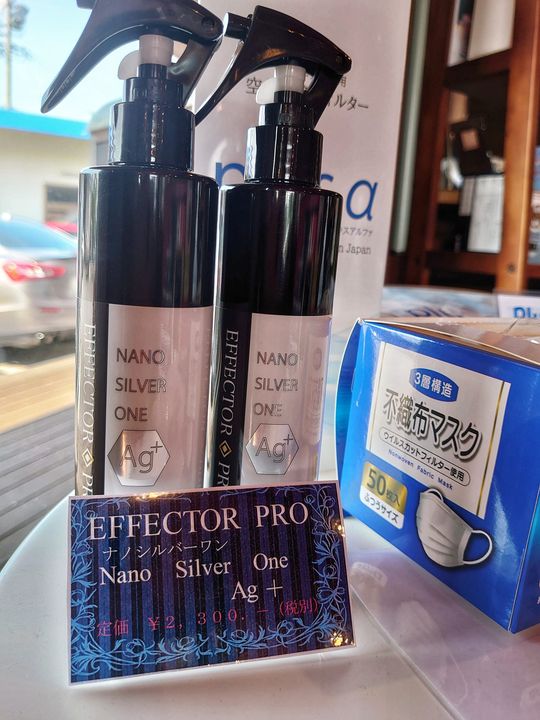 NANO
SILVER
ONE
Ag+
EFFECTOR
NANO
SILVER
ONE
Ag+
EFFECTOR
EFFECTOR PRO
ナノシルバーワン
Nano Silver One
Ag＋
定価 ￥2,300.-（税別）
3層構造
不織布マスク
ウイルスカットフィルター使用
Nonwoven Fabric Mask
50枚入
ふつうサイズ